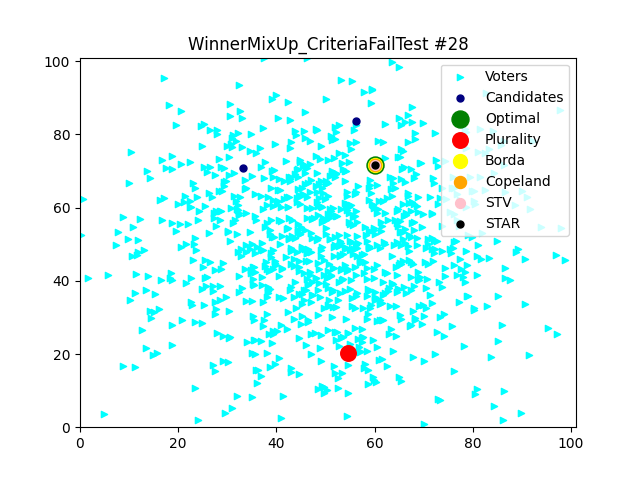 WinnerMixUp_CriteriaFailTest #28
100
80
60
40
20
0
0
20
40
60
80
100
Voters
Candidates
Optimal
Plurality
Borda
Copeland
STV
STAR